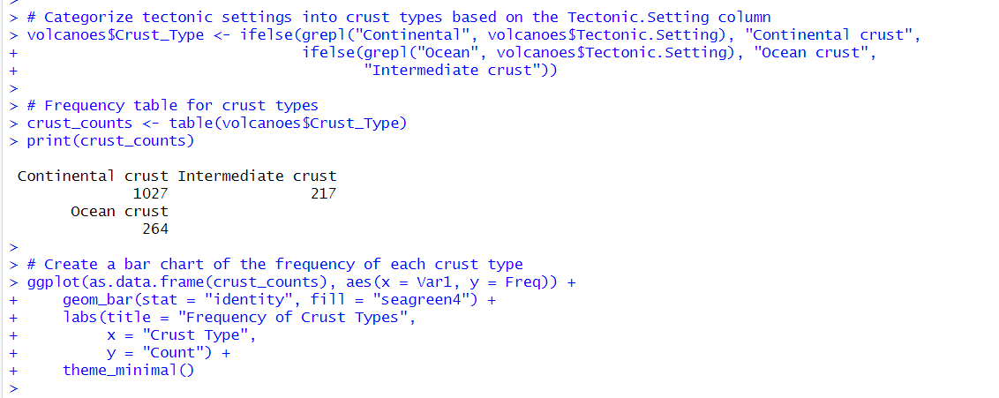 >
> # Categorize tectonic settings into crust types based on the Tectonic.Setting column
> volcanoes$Crust_Type <- ifelse(grepl("Continental", volcanoes$Tectonic.Setting), "Continental crust",
+                                ifelse(grepl("Ocean", volcanoes$Tectonic.Setting), "Ocean crust",
+                                       "Intermediate crust"))
>
> # Frequency table for crust types
> crust_counts <- table(volcanoes$Crust_Type)
> print(crust_counts)

 Continental crust Intermediate crust
              1027                217
       Ocean crust
               264
>
> # Create a bar chart of the frequency of each crust type
> ggplot(as.data.frame(crust_counts), aes(x = Var1, y = Freq)) +
+     geom_bar(stat = "identity", fill = "seagreen4") +
+     labs(title = "Frequency of Crust Types",
+          x = "Crust Type",
+          y = "Count") +
+     theme_minimal()
>